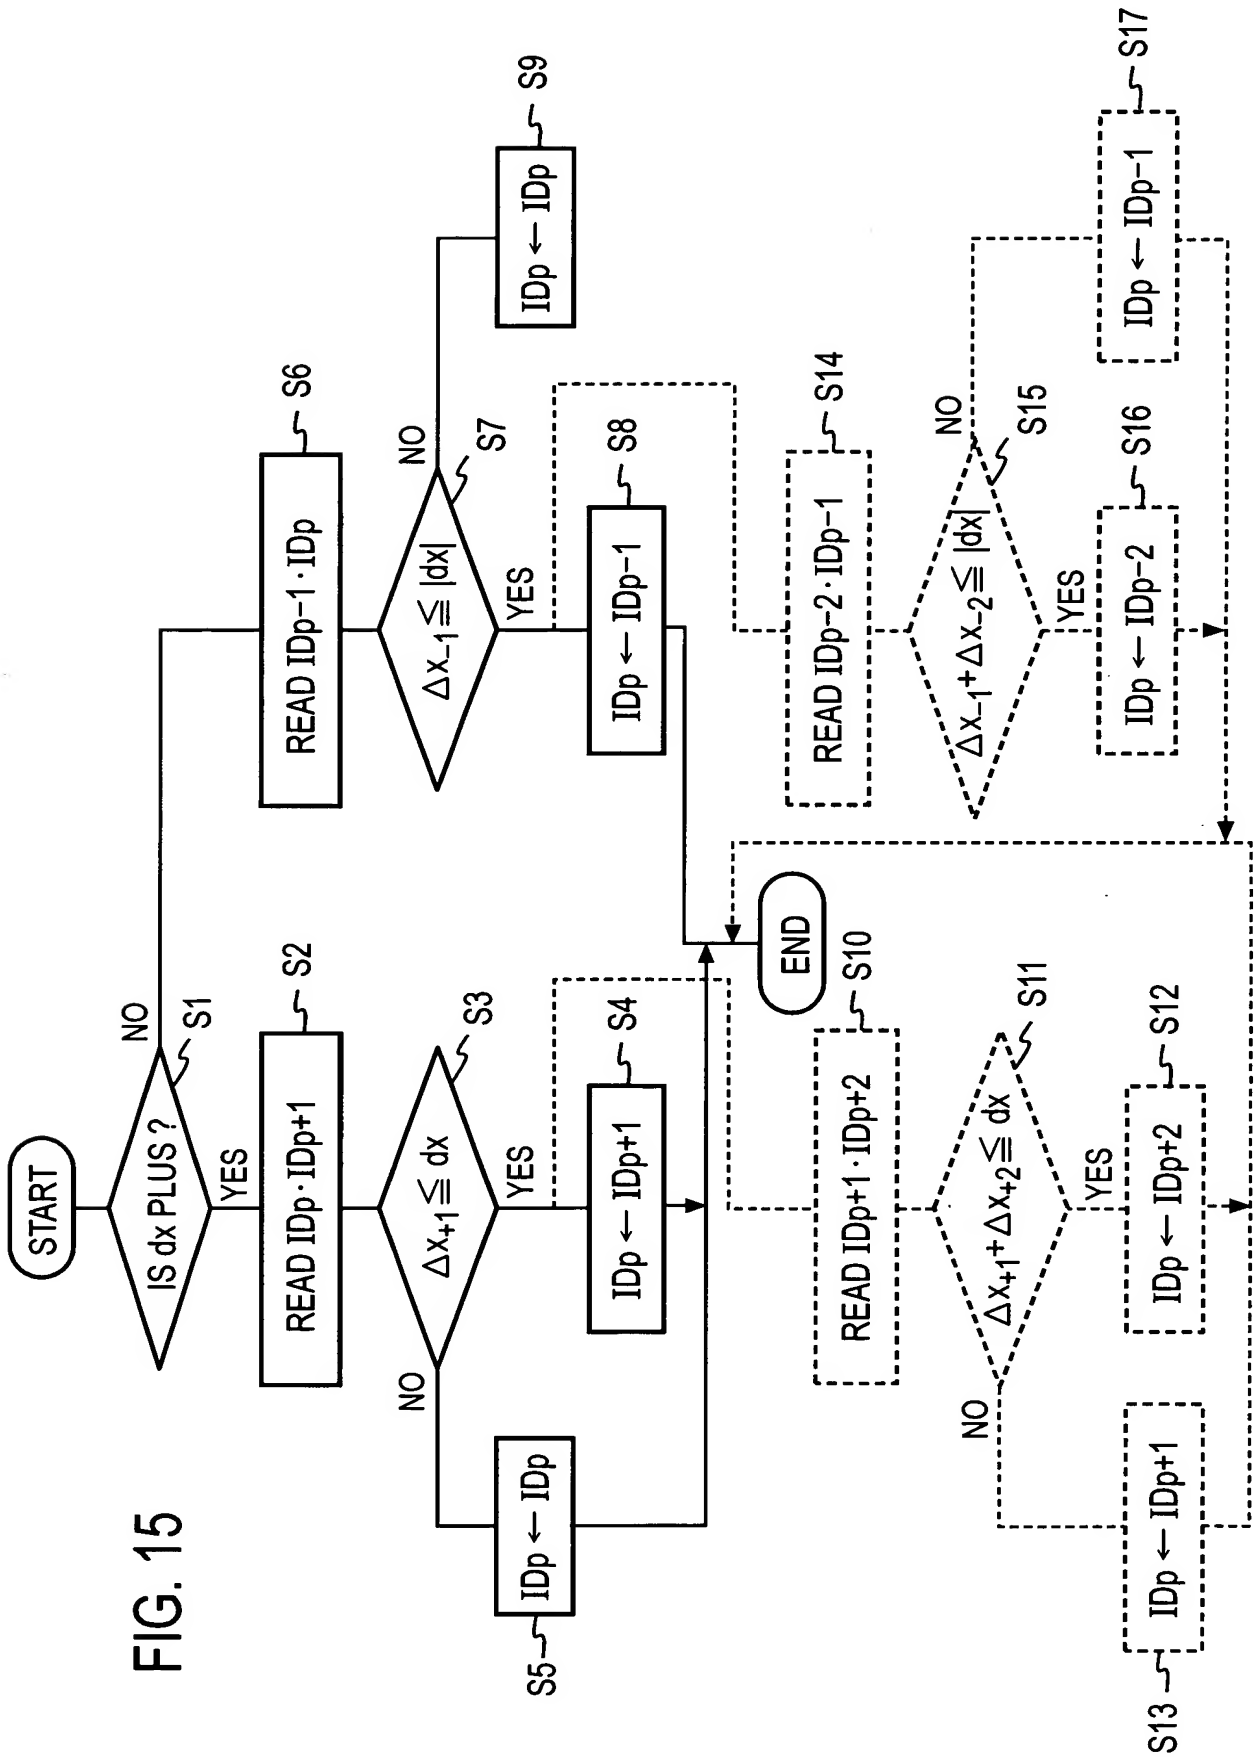 FIG. 15
START
IS dx PLUS ?
S1
NO
YES
READ IDp · IDp+1
S2
READ IDp−1 · IDp
S6
Δx+1 ≦ dx
S3
NO
YES
Δx−1 ≦ |dx|
S7
NO
YES
IDp ← IDp
S5
IDp ← IDp+1
S4
IDp ← IDp−1
S8
IDp ← IDp
S9
END
READ IDp+1 · IDp+2
S10
READ IDp−2 · IDp−1
S14
Δx+1 + Δx+2 ≦ dx
S11
NO
YES
Δx−1 + Δx−2 ≦ |dx|
S15
NO
YES
IDp ← IDp+1
S13
IDp ← IDp+2
S12
IDp ← IDp−2
S16
IDp ← IDp−1
S17